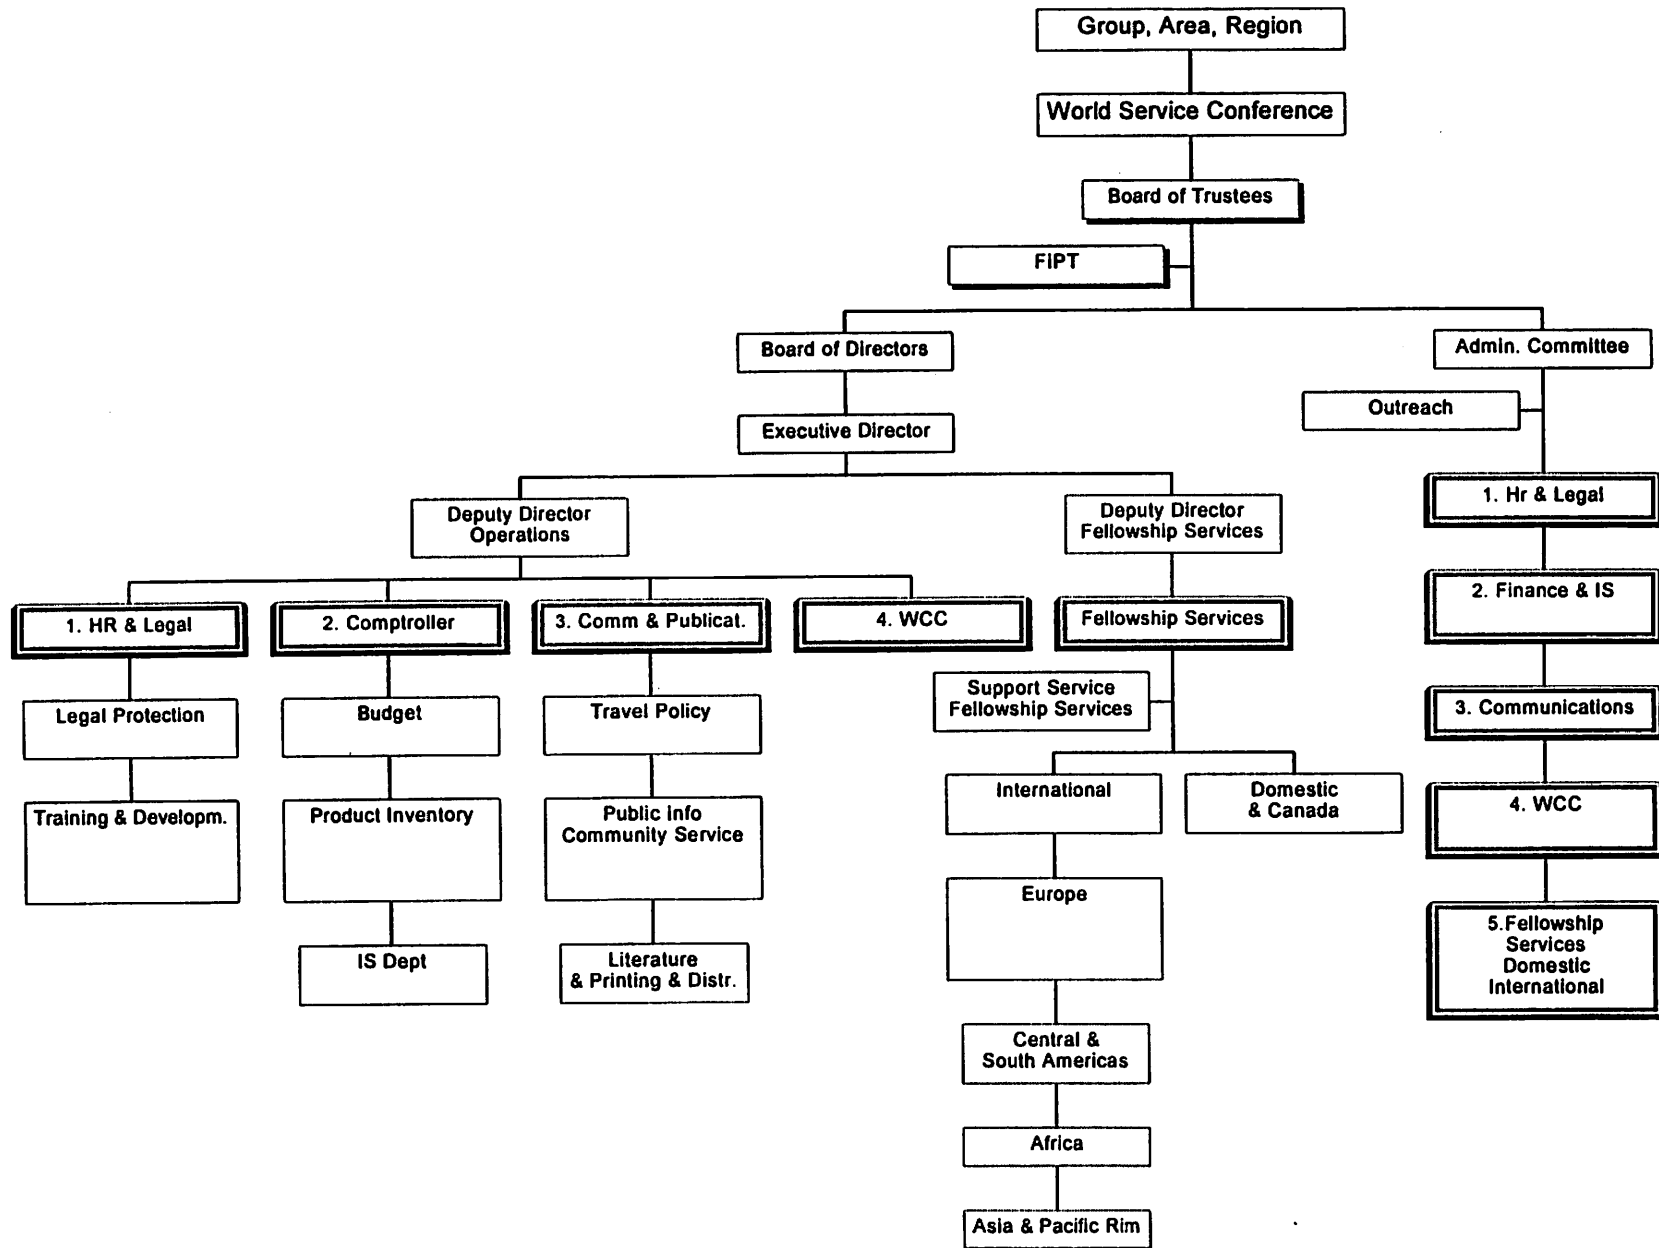 Group, Area, Region
World Service Conference
Board of Trustees
FIPT
Board of Directors
Admin. Committee
Outreach
Executive Director
1. Hr & Legal
Deputy Director
Operations
Deputy Director
Fellowship Services
2. Finance & IS
1. HR & Legal
2. Comptroller
3. Comm & Publicat.
4. WCC
Fellowship Services
Support Service
Fellowship Services
3. Communications
Legal Protection
Budget
Travel Policy
International
Domestic
& Canada
4. WCC
Training & Developm.
Product Inventory
Public info
Community Service
Europe
5.Fellowship
Services
Domestic
International
IS Dept
Literature
& Printing & Distr.
Central &
South Americas
Africa
Asia & Pacific Rim